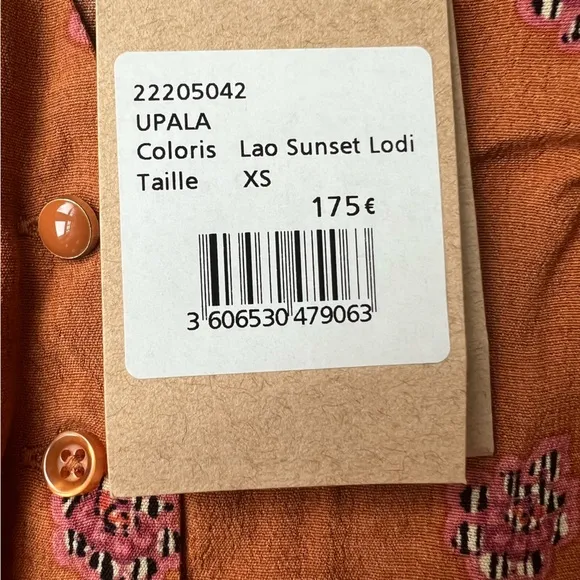 22205042
UPALA
Coloris Lao Sunset Lodi
Taille XS
175€
3 606530 479063